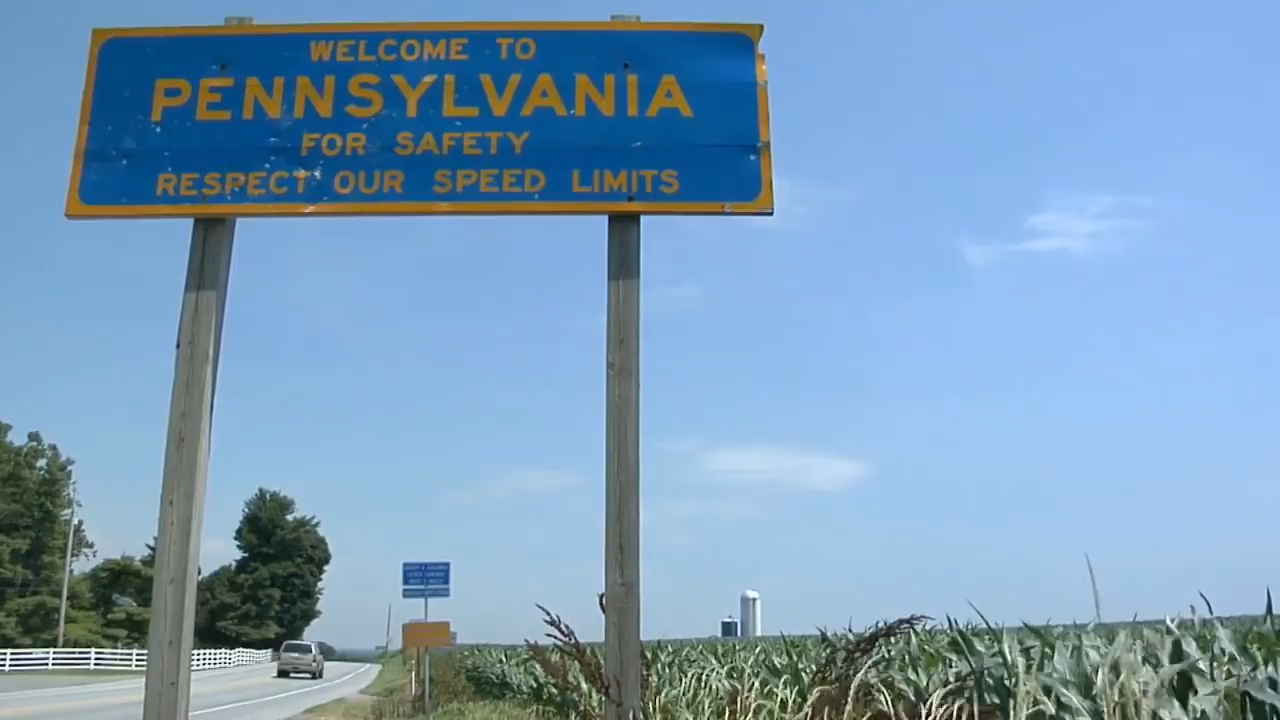 WELCOME TO
PENNSYLVANIA
FOR SAFETY
RESPECT OUR SPEED LIMITS